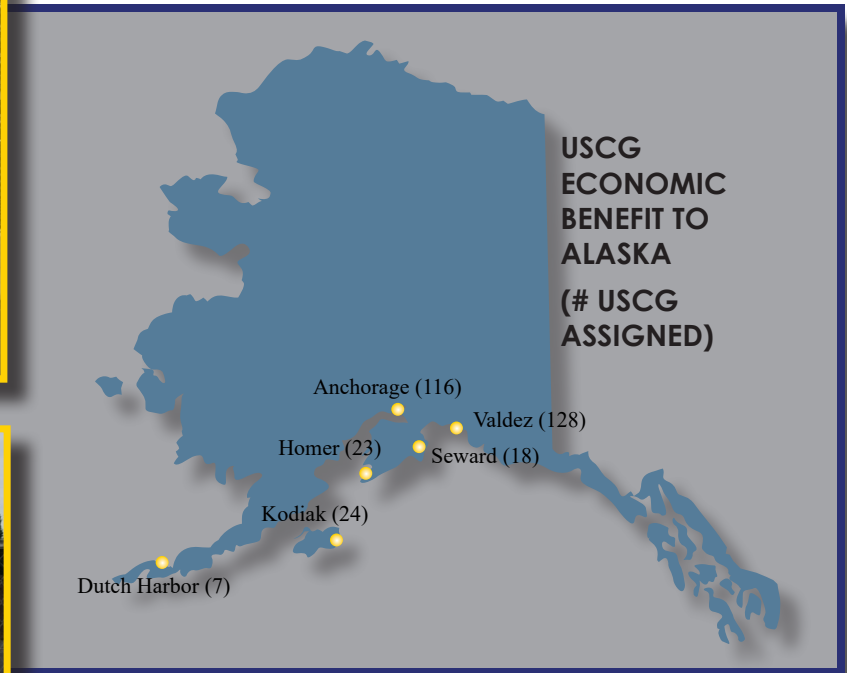 USCG
ECONOMIC
BENEFIT TO
ALASKA
(# USCG
ASSIGNED)
Anchorage (116)
Valdez (128)
Homer (23)
Seward (18)
Kodiak (24)
Dutch Harbor (7)